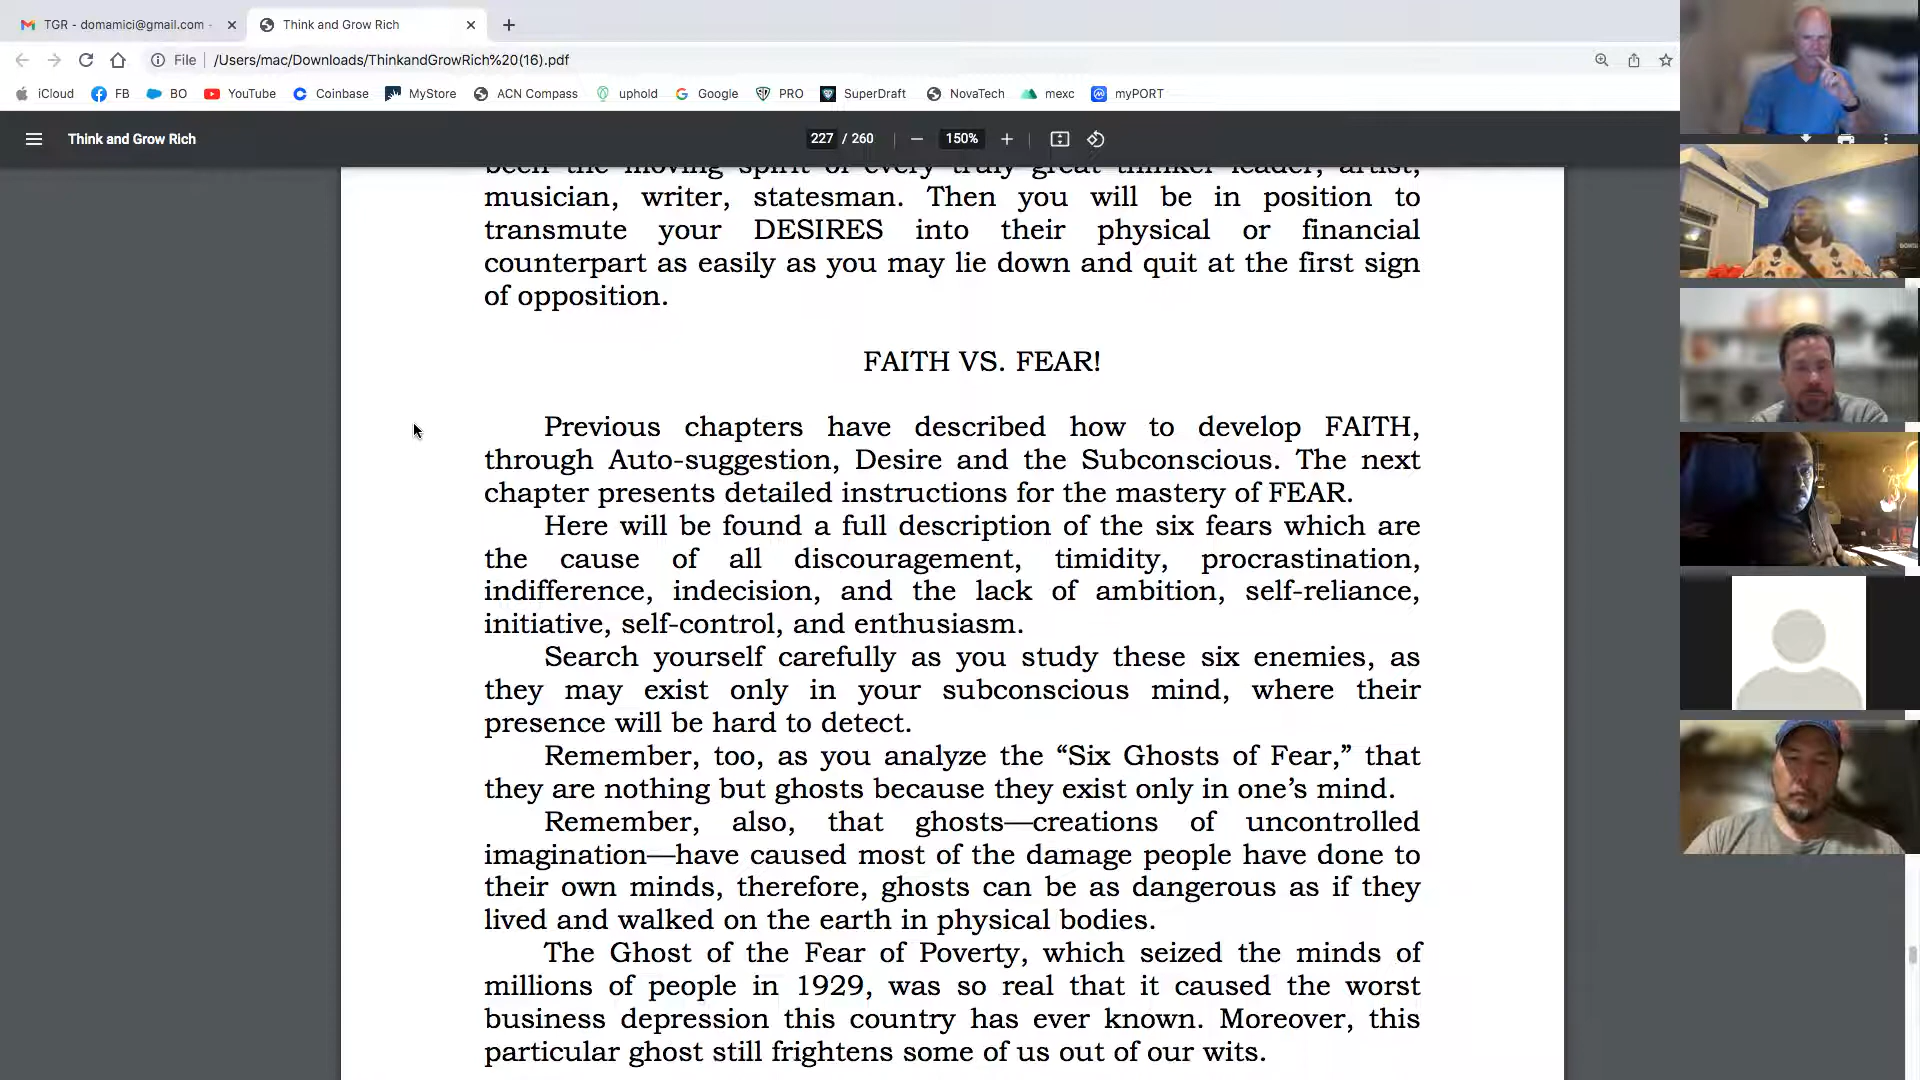 TGR - domamici@gmail.com -
Think and Grow Rich
File
/Users/mac/Downloads/ThinkandGrowRich%20(16).pdf
iCloud
FB
BO
YouTube
Coinbase
MyStore
ACN Compass
uphold
Google
PRO
SuperDraft
NovaTech
mexc
myPORT
Think and Grow Rich
227 / 260
150%
been the moving spirit of every truly great thinker leader, artist,
musician, writer, statesman. Then you will be in position to
transmute your DESIRES into their physical or financial
counterpart as easily as you may lie down and quit at the first sign
of opposition.
FAITH VS. FEAR!
Previous chapters have described how to develop FAITH,
through Auto-suggestion, Desire and the Subconscious. The next
chapter presents detailed instructions for the mastery of FEAR.
Here will be found a full description of the six fears which are
the cause of all discouragement, timidity, procrastination,
indifference, indecision, and the lack of ambition, self-reliance,
initiative, self-control, and enthusiasm.
Search yourself carefully as you study these six enemies, as
they may exist only in your subconscious mind, where their
presence will be hard to detect.
Remember, too, as you analyze the “Six Ghosts of Fear,” that
they are nothing but ghosts because they exist only in one’s mind.
Remember, also, that ghosts—creations of uncontrolled
imagination—have caused most of the damage people have done to
their own minds, therefore, ghosts can be as dangerous as if they
lived and walked on the earth in physical bodies.
The Ghost of the Fear of Poverty, which seized the minds of
millions of people in 1929, was so real that it caused the worst
business depression this country has ever known. Moreover, this
particular ghost still frightens some of us out of our wits.